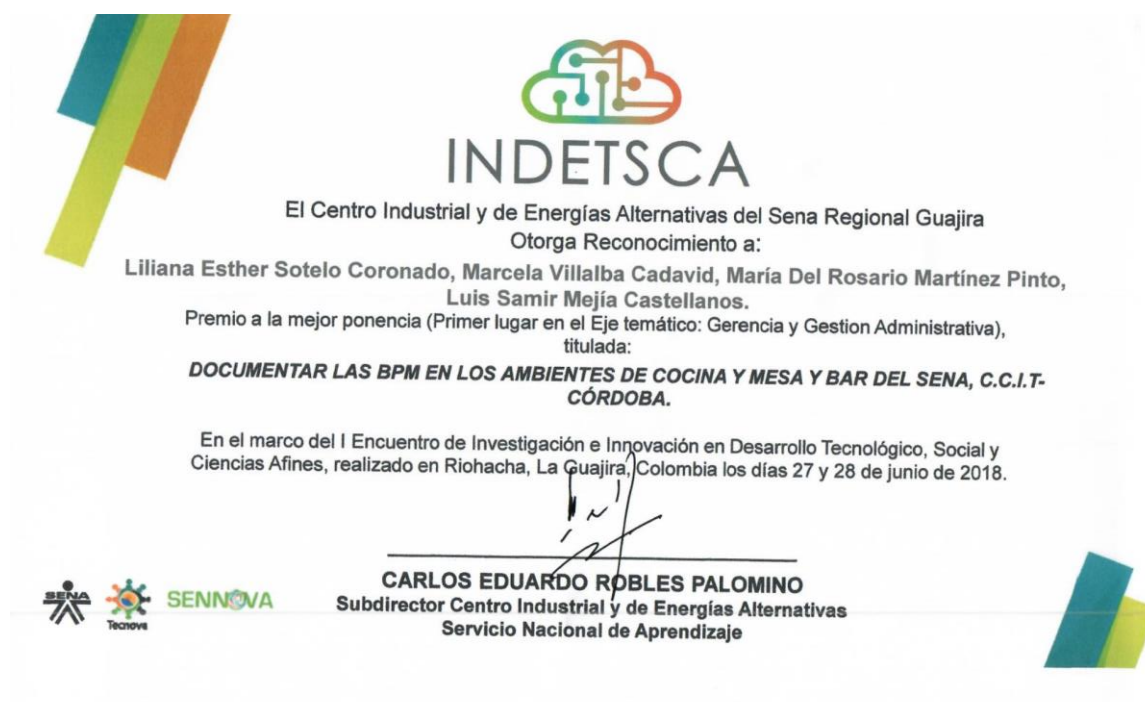 INDETSCA
El Centro Industrial y de Energías Alternativas del Sena Regional Guajira
Otorga Reconocimiento a:
Liliana Esther Sotelo Coronado, Marcela Villalba Cadavid, María Del Rosario Martínez Pinto,
Luis Samir Mejía Castellanos.
Premio a la mejor ponencia (Primer lugar en el Eje temático: Gerencia y Gestion Administrativa),
titulada:
DOCUMENTAR LAS BPM EN LOS AMBIENTES DE COCINA Y MESA Y BAR DEL SENA, C.C.I.T-
CÓRDOBA.
En el marco del I Encuentro de Investigación e Innovación en Desarrollo Tecnológico, Social y
Ciencias Afines, realizado en Riohacha, La Guajira, Colombia los días 27 y 28 de junio de 2018.
CARLOS EDUARDO ROBLES PALOMINO
Subdirector Centro Industrial y de Energías Alternativas
Servicio Nacional de Aprendizaje
SENA
Tecnova
SENNOVA